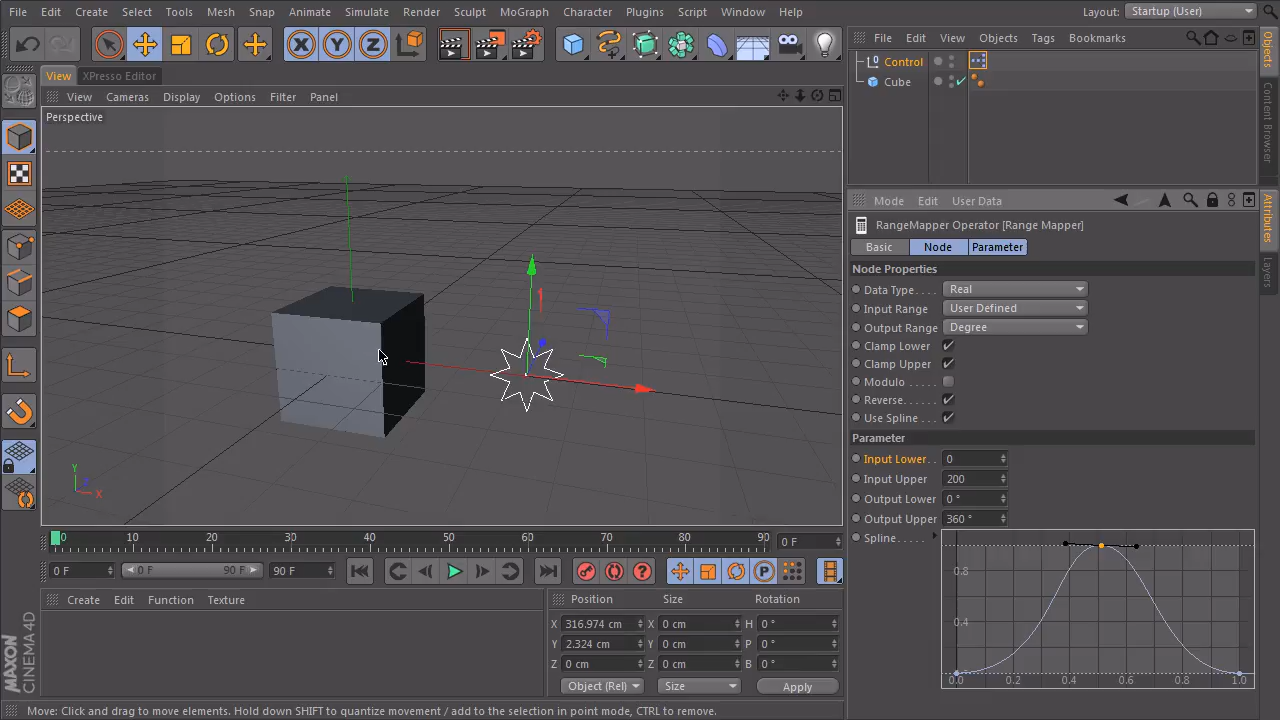 File Edit Create Select Tools Mesh Snap Animate Simulate Render Sculpt MoGraph Character Plugins Script Window Help Layout: Startup (User)
File Edit View Objects Tags Bookmarks
Control
Cube
Objects
Content Browser
View XPresso Editor
View Cameras Display Options Filter Panel
Perspective
Y
Z
X
Mode Edit User Data
Attributes
Layers
RangeMapper Operator [Range Mapper]
Basic Node Parameter
Node Properties
Data Type. . . . Real
Input Range User Defined
Output Range Degree
Clamp Lower
Clamp Upper
Modulo
Reverse. . . . . .
Use Spline. . . .
Parameter
Input Lower. . 0
Input Upper 200
Output Lower 0 °
Output Upper 360 °
Spline. . . . .
0.8
0.4
0.0 0.2 0.4 0.6 0.8 1.0
0 10 20 30 40 50 60 70 80 90 0 F
0 F 0 F 90 F 90 F
Create Edit Function Texture
Position Size Rotation
X 316.974 cm X 0 cm H 0 °
Y 2.324 cm Y 0 cm P 0 °
Z 0 cm Z 0 cm B 0 °
Object (Rel) Size Apply
MAXON
CINEMA4D
Move: Click and drag to move elements. Hold down SHIFT to quantize movement / add to the selection in point mode, CTRL to remove.